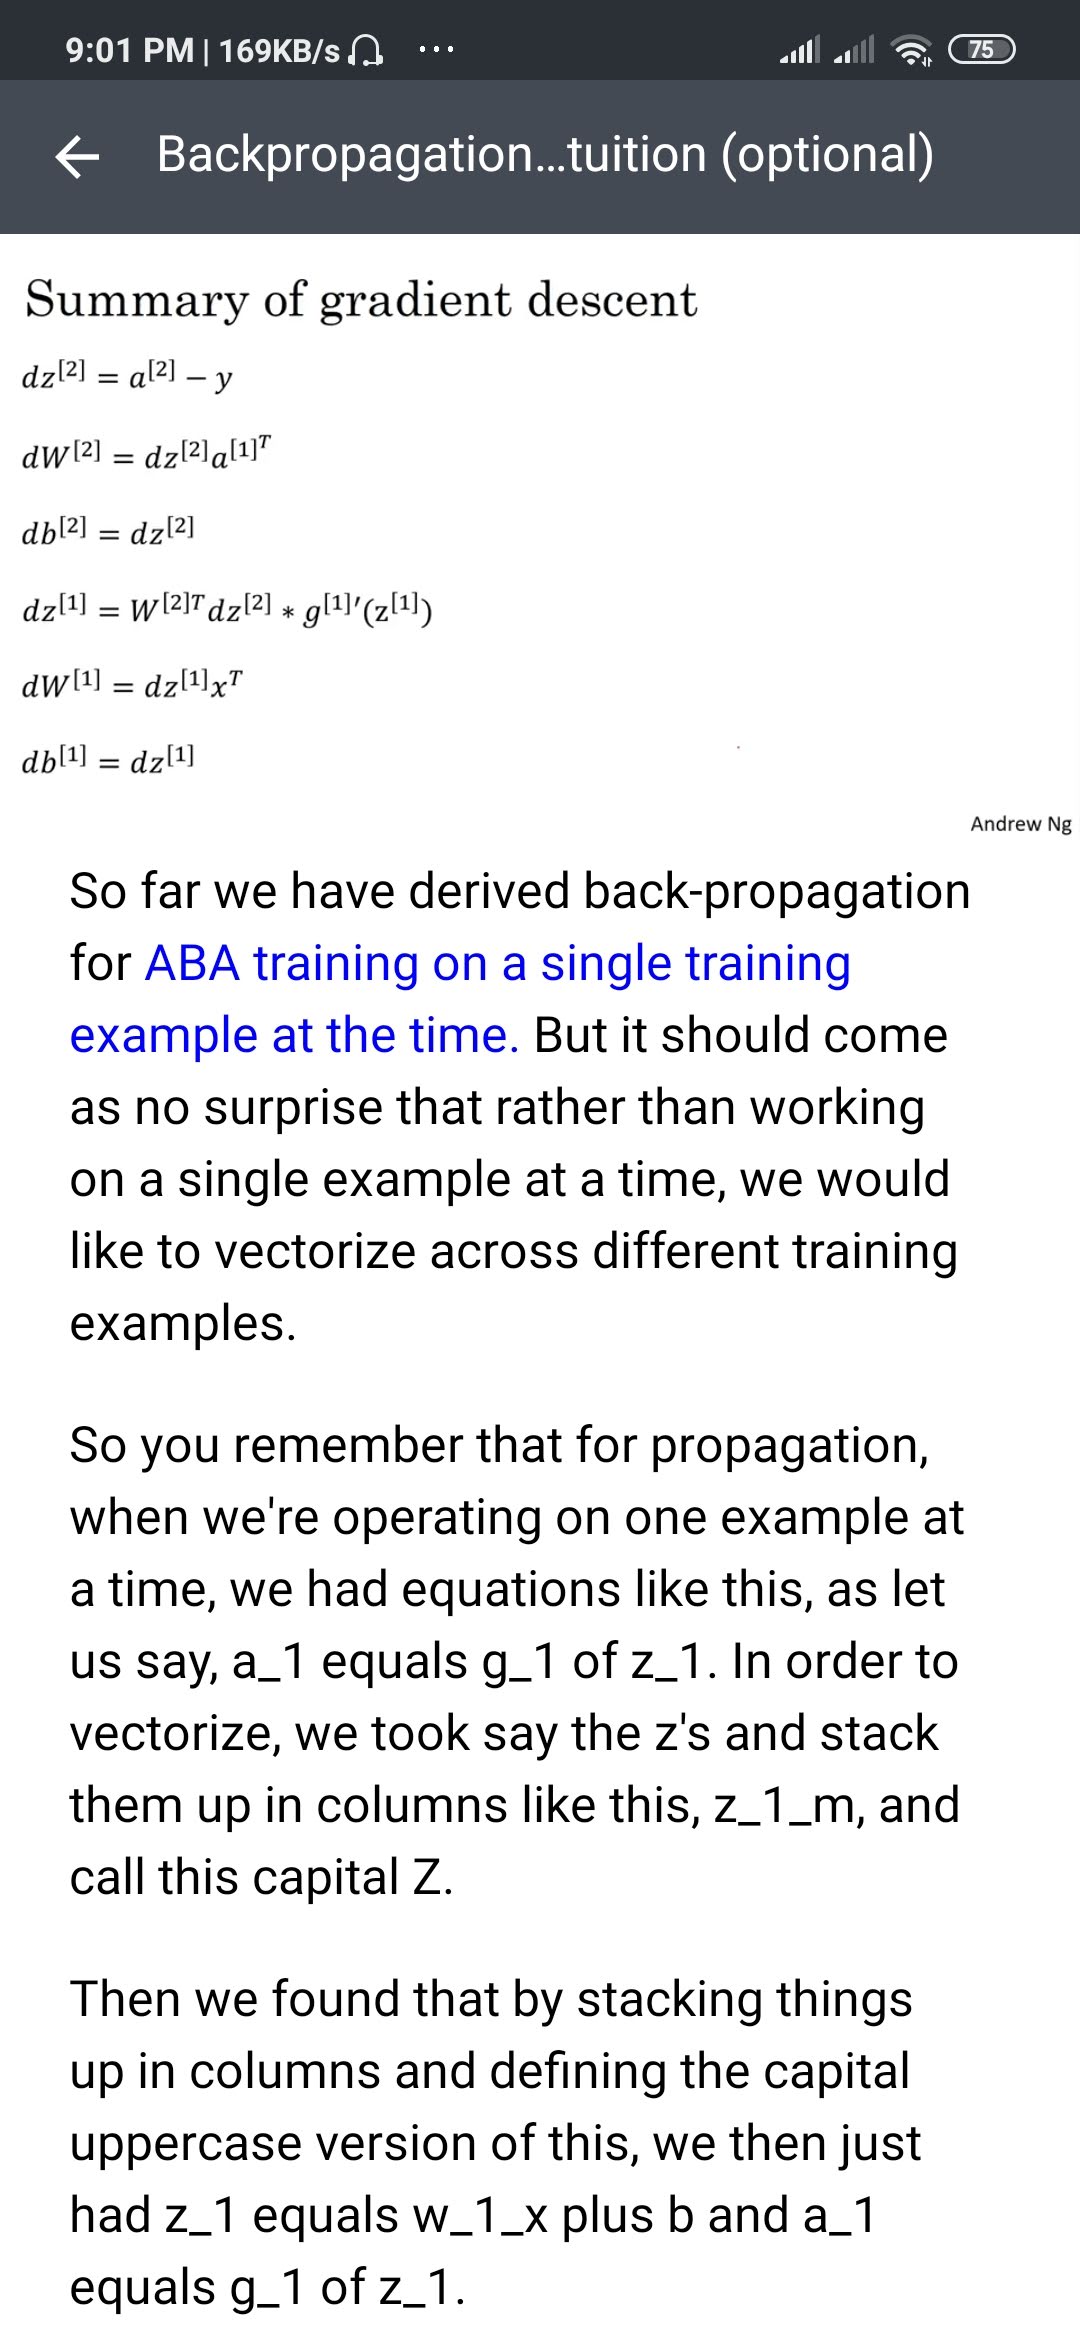 9:01 PM | 169KB/s ...
75
Backpropagation...tuition (optional)
Summary of gradient descent
dz^[2] = a^[2] − y
dW^[2] = dz^[2]a^[1]^T
db^[2] = dz^[2]
dz^[1] = W^[2]T dz^[2] * g^[1]′(z^[1])
dW^[1] = dz^[1]x^T
db^[1] = dz^[1]
Andrew Ng
So far we have derived back-propagation
for ABA training on a single training
example at the time. But it should come
as no surprise that rather than working
on a single example at a time, we would
like to vectorize across different training
examples.
So you remember that for propagation,
when we're operating on one example at
a time, we had equations like this, as let
us say, a_1 equals g_1 of z_1. In order to
vectorize, we took say the z's and stack
them up in columns like this, z_1_m, and
call this capital Z.
Then we found that by stacking things
up in columns and defining the capital
uppercase version of this, we then just
had z_1 equals w_1_x plus b and a_1
equals g_1 of z_1.